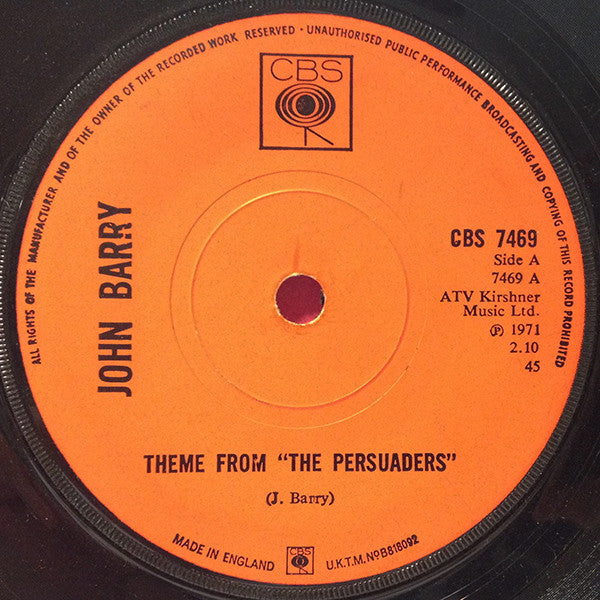 ALL RIGHTS OF THE MANUFACTURER AND OF THE OWNER OF THE RECORDED WORK RESERVED - UNAUTHORISED PUBLIC PERFORMANCE BROADCASTING AND COPYING OF THIS RECORD PROHIBITED
CBS
JOHN BARRY
CBS 7469
Side A
7469 A
ATV Kirshner
Music Ltd.
℗ 1971
2.10
45
THEME FROM "THE PERSUADERS"
(J. Barry)
MADE IN ENGLAND
CBS
U.K.T.M. NoB818092